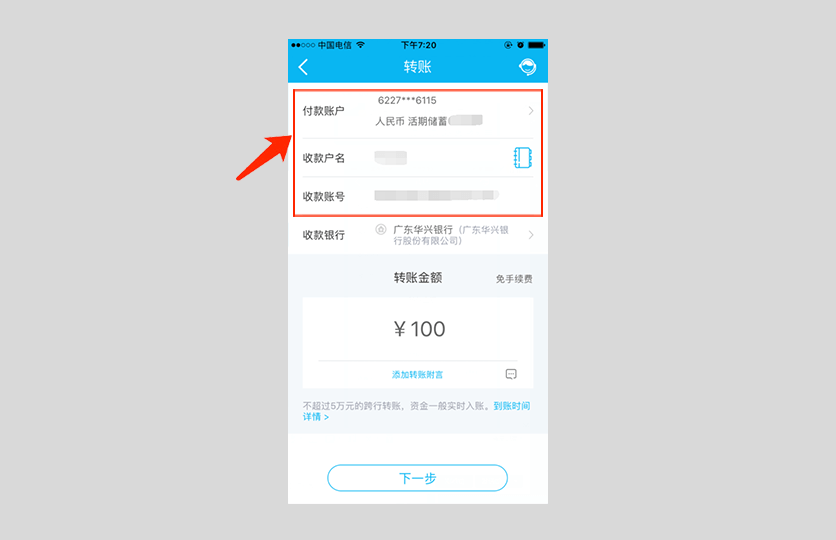 中国电信 下午7:20
转账
付款账户 6227***6115
人民币 活期储蓄
收款户名
收款账号
收款银行 广东华兴银行（广东华兴银
行股份有限公司）
转账金额 免手续费
￥100
添加转账附言
不超过5万元的跨行转账，资金一般实时入账。到账时间
详情 >
下一步